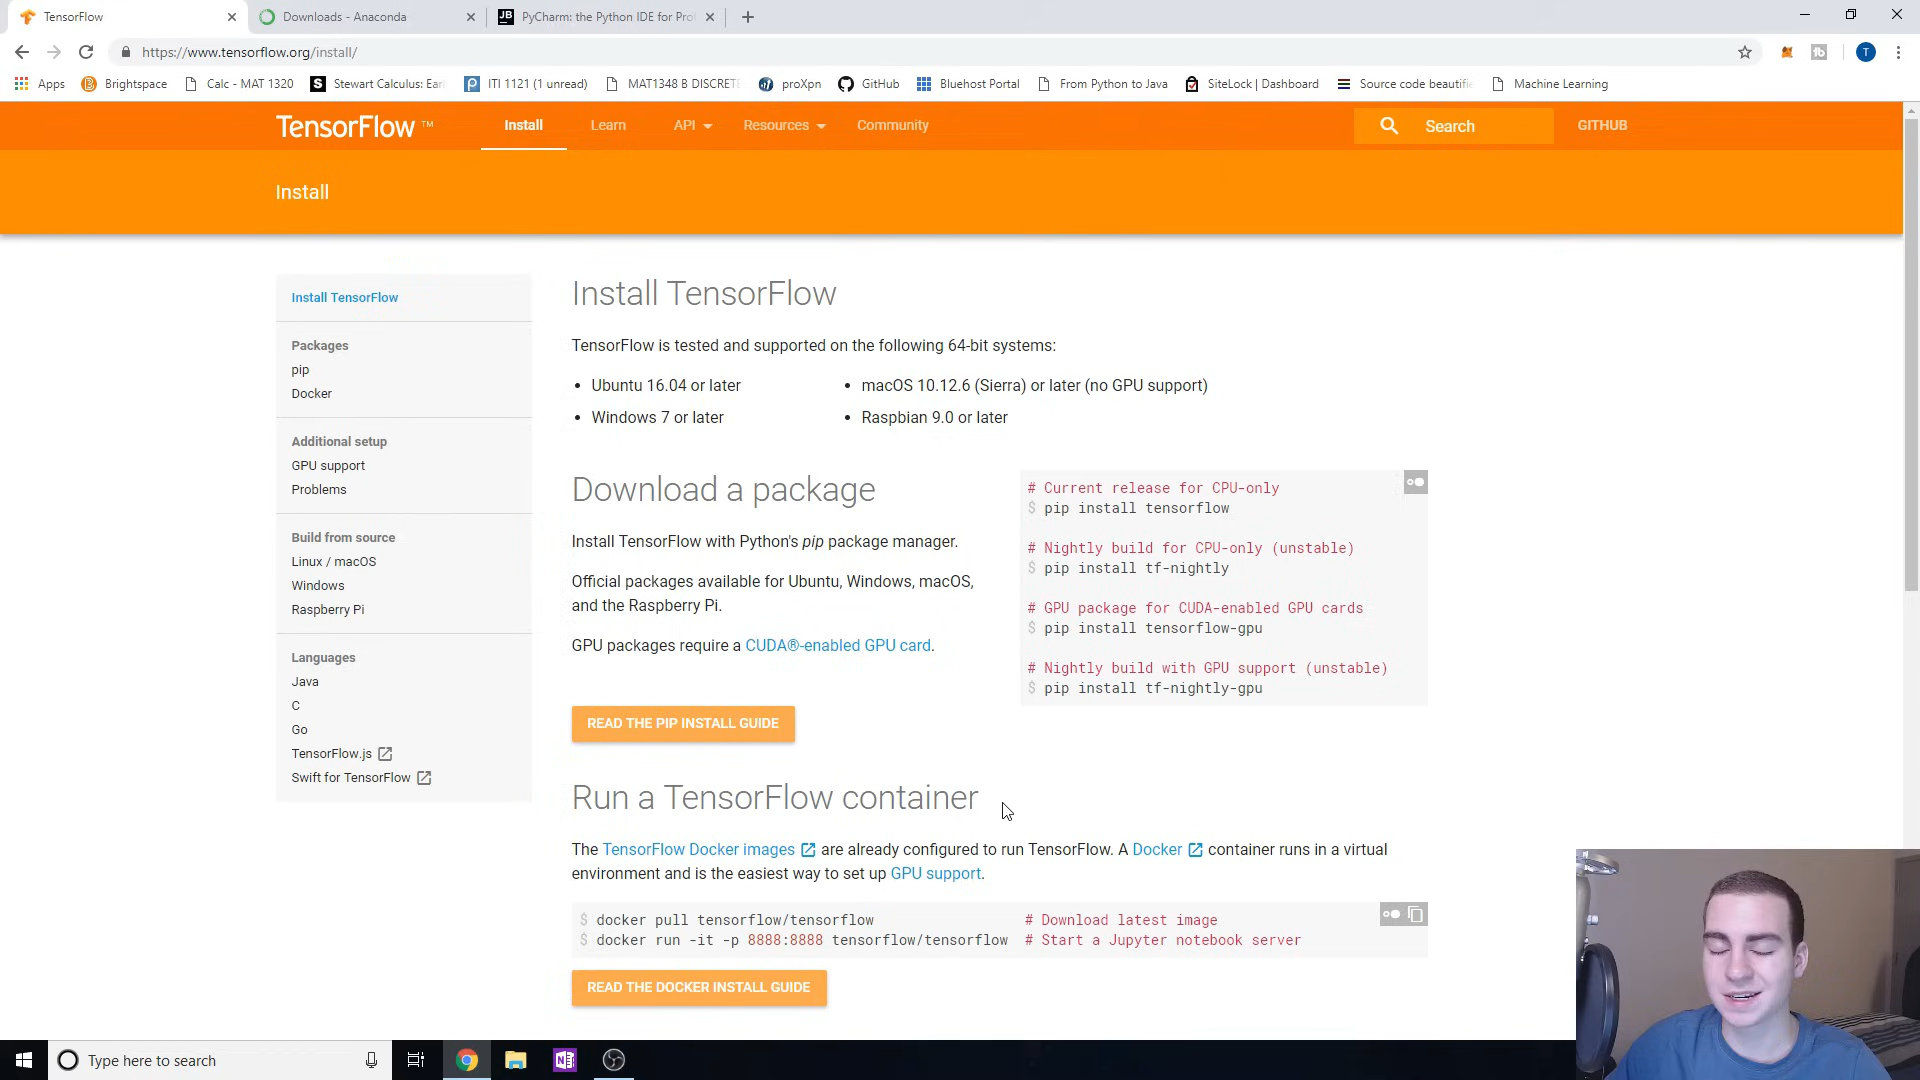 TensorFlow
Downloads - Anaconda
JB PyCharm: the Python IDE for Pro
https://www.tensorflow.org/install/
T
Apps
Brightspace
Calc - MAT 1320
Stewart Calculus: Earl
ITI 1121 (1 unread)
MAT1348 B DISCRETE
proXpn
GitHub
Bluehost Portal
From Python to Java
SiteLock | Dashboard
Source code beautifie
Machine Learning
TensorFlow ™
Install
Learn
API
Resources
Community
Search
GITHUB
Install
Install TensorFlow
Packages
pip
Docker
Additional setup
GPU support
Problems
Build from source
Linux / macOS
Windows
Raspberry Pi
Languages
Java
C
Go
TensorFlow.js
Swift for TensorFlow
Install TensorFlow
TensorFlow is tested and supported on the following 64-bit systems:
• Ubuntu 16.04 or later
• Windows 7 or later
• macOS 10.12.6 (Sierra) or later (no GPU support)
• Raspbian 9.0 or later
Download a package
Install TensorFlow with Python's pip package manager.
Official packages available for Ubuntu, Windows, macOS,
and the Raspberry Pi.
GPU packages require a CUDA®-enabled GPU card.
READ THE PIP INSTALL GUIDE
# Current release for CPU-only
$ pip install tensorflow
# Nightly build for CPU-only (unstable)
$ pip install tf-nightly
# GPU package for CUDA-enabled GPU cards
$ pip install tensorflow-gpu
# Nightly build with GPU support (unstable)
$ pip install tf-nightly-gpu
Run a TensorFlow container
The TensorFlow Docker images are already configured to run TensorFlow. A Docker container runs in a virtual
environment and is the easiest way to set up GPU support.
$ docker pull tensorflow/tensorflow # Download latest image
$ docker run -it -p 8888:8888 tensorflow/tensorflow # Start a Jupyter notebook server
READ THE DOCKER INSTALL GUIDE
Type here to search